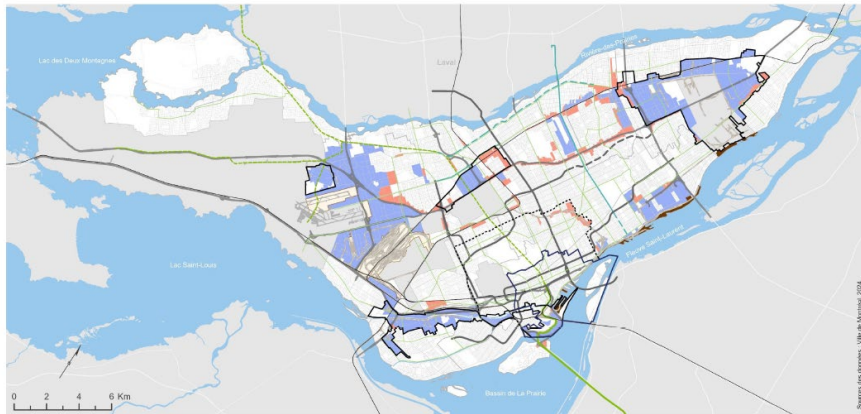 Lac des Deux Montagnes
Rivière-des-Prairies
Laval
Fleuve Saint-Laurent
Lac Saint-Louis
Bassin de La Prairie
0 2 4 6 Km
Sources des données : Ville de Montréal, 2024